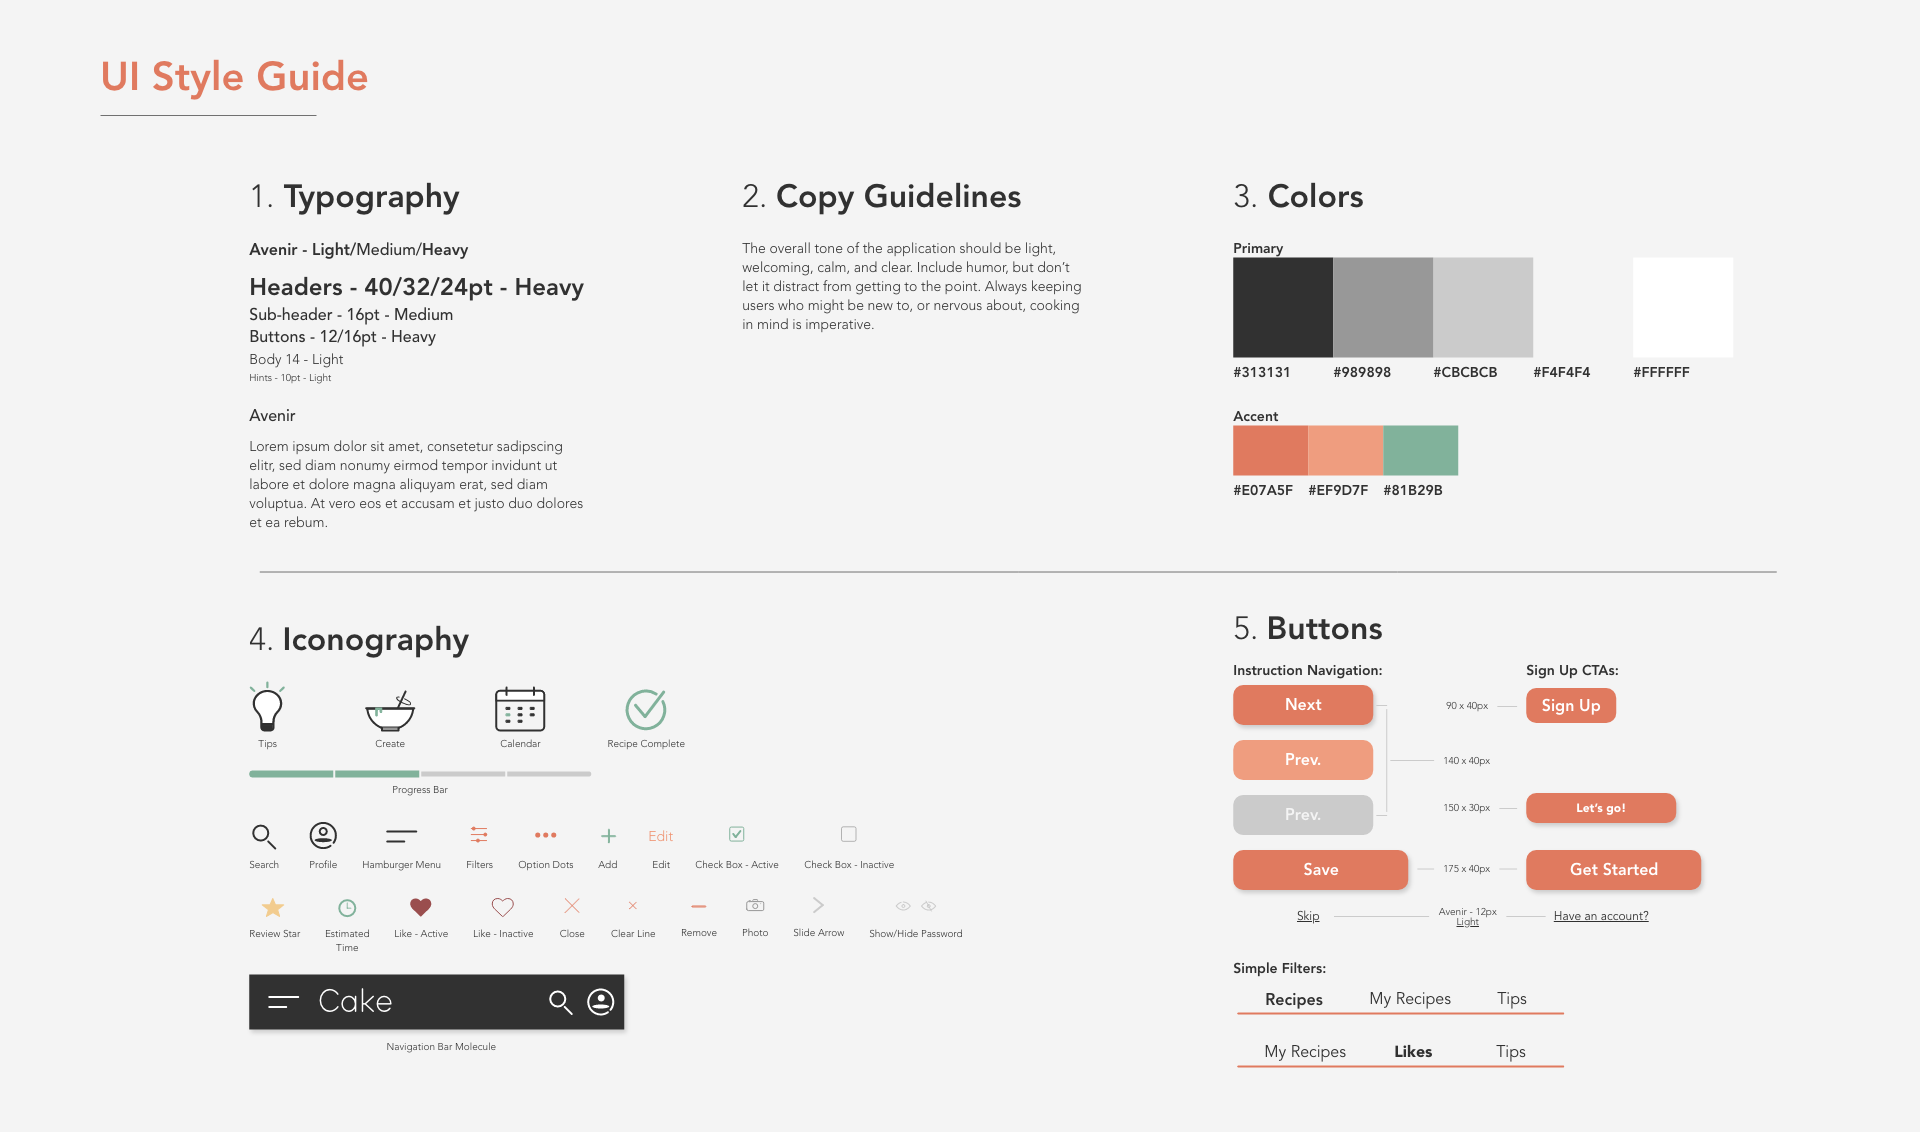 UI Style Guide
1. Typography
Avenir - Light/Medium/Heavy
Headers - 40/32/24pt - Heavy
Sub-header - 16pt - Medium
Buttons - 12/16pt - Heavy
Body 14 - Light
Hints - 10pt - Light
Avenir
Lorem ipsum dolor sit amet, consetetur sadipscing
elitr, sed diam nonumy eirmod tempor invidunt ut
labore et dolore magna aliquyam erat, sed diam
voluptua. At vero eos et accusam et justo duo dolores
et ea rebum.
2. Copy Guidelines
The overall tone of the application should be light,
welcoming, calm, and clear. Include humor, but don't
let it distract from getting to the point. Always keeping
users who might be new to, or nervous about, cooking
in mind is imperative.
3. Colors
Primary
#313131 #989898 #CBCBCB #F4F4F4 #FFFFFF
Accent
#E07A5F #EF9D7F #81B29B
4. Iconography
Tips Create Calendar Recipe Complete
Progress Bar
Edit
Search Profile Hamburger Menu Filters Option Dots Add Edit Check Box - Active Check Box - Inactive
Review Star Estimated Like - Active Like - Inactive Close Clear Line Remove Photo Slide Arrow Show/Hide Password
Time
Cake
Navigation Bar Molecule
5. Buttons
Instruction Navigation: Sign Up CTAs:
Next 90 x 40px Sign Up
Prev. 140 x 40px
Prev. 150 x 30px Let's go!
Save 175 x 40px Get Started
Skip Avenir - 12px Have an account?
Light
Simple Filters:
Recipes My Recipes Tips
My Recipes Likes Tips